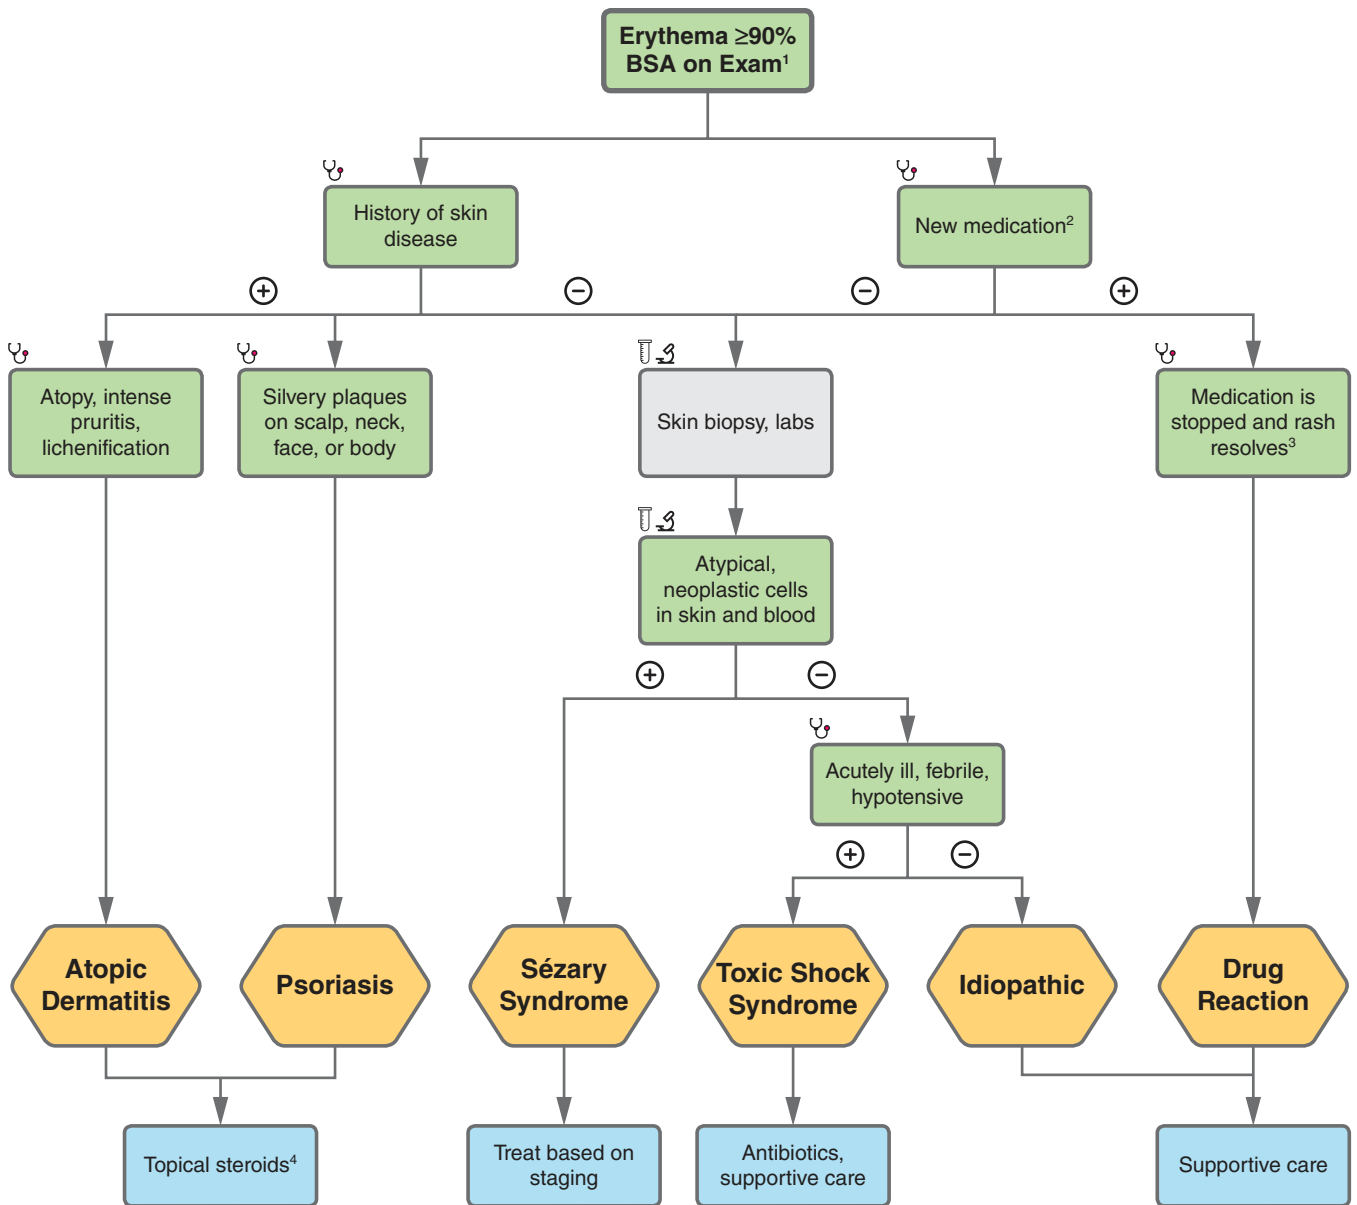 Erythema ≥90%
BSA on Exam¹
History of skin
disease
New medication²
+
−
−
+
Atopy, intense
pruritis,
lichenification
Silvery plaques
on scalp, neck,
face, or body
Skin biopsy, labs
Medication is
stopped and rash
resolves³
Atypical,
neoplastic cells
in skin and blood
+
−
Acutely ill, febrile,
hypotensive
+
−
Atopic
Dermatitis
Psoriasis
Sézary
Syndrome
Toxic Shock
Syndrome
Idiopathic
Drug
Reaction
Topical steroids⁴
Treat based on
staging
Antibiotics,
supportive care
Supportive care